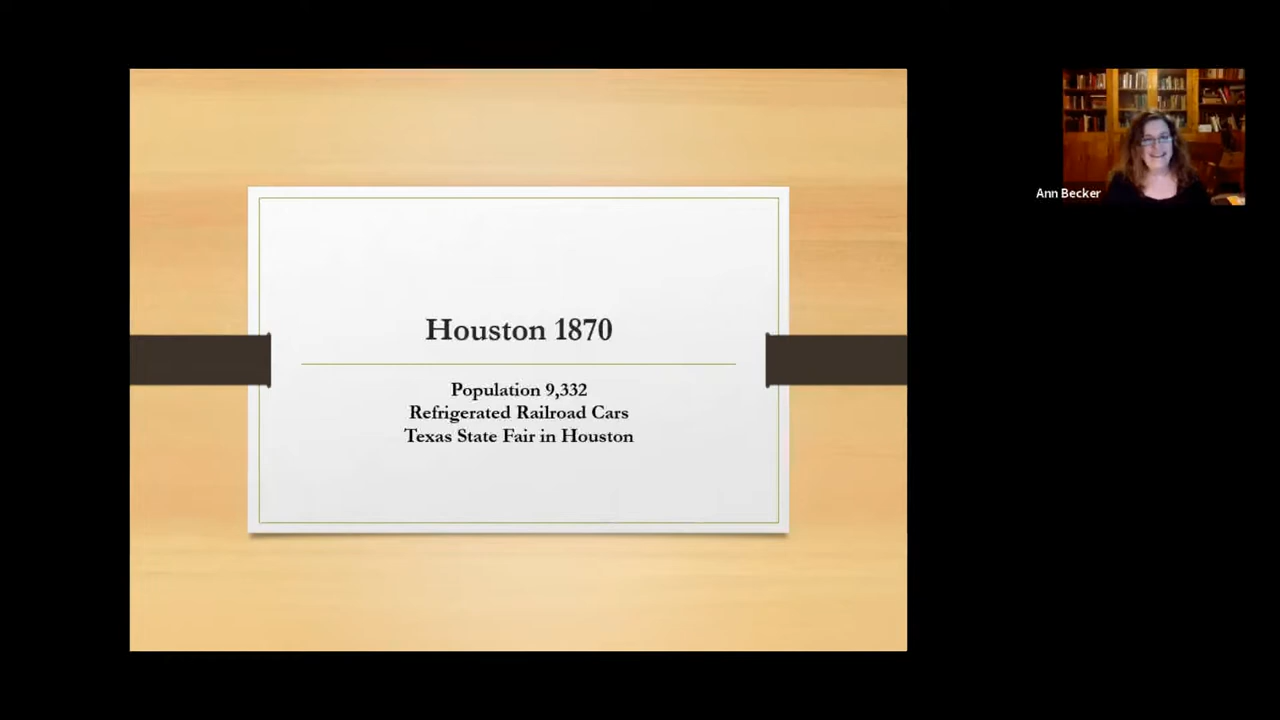 Houston 1870
Population 9,332
Refrigerated Railroad Cars
Texas State Fair in Houston
Ann Becker